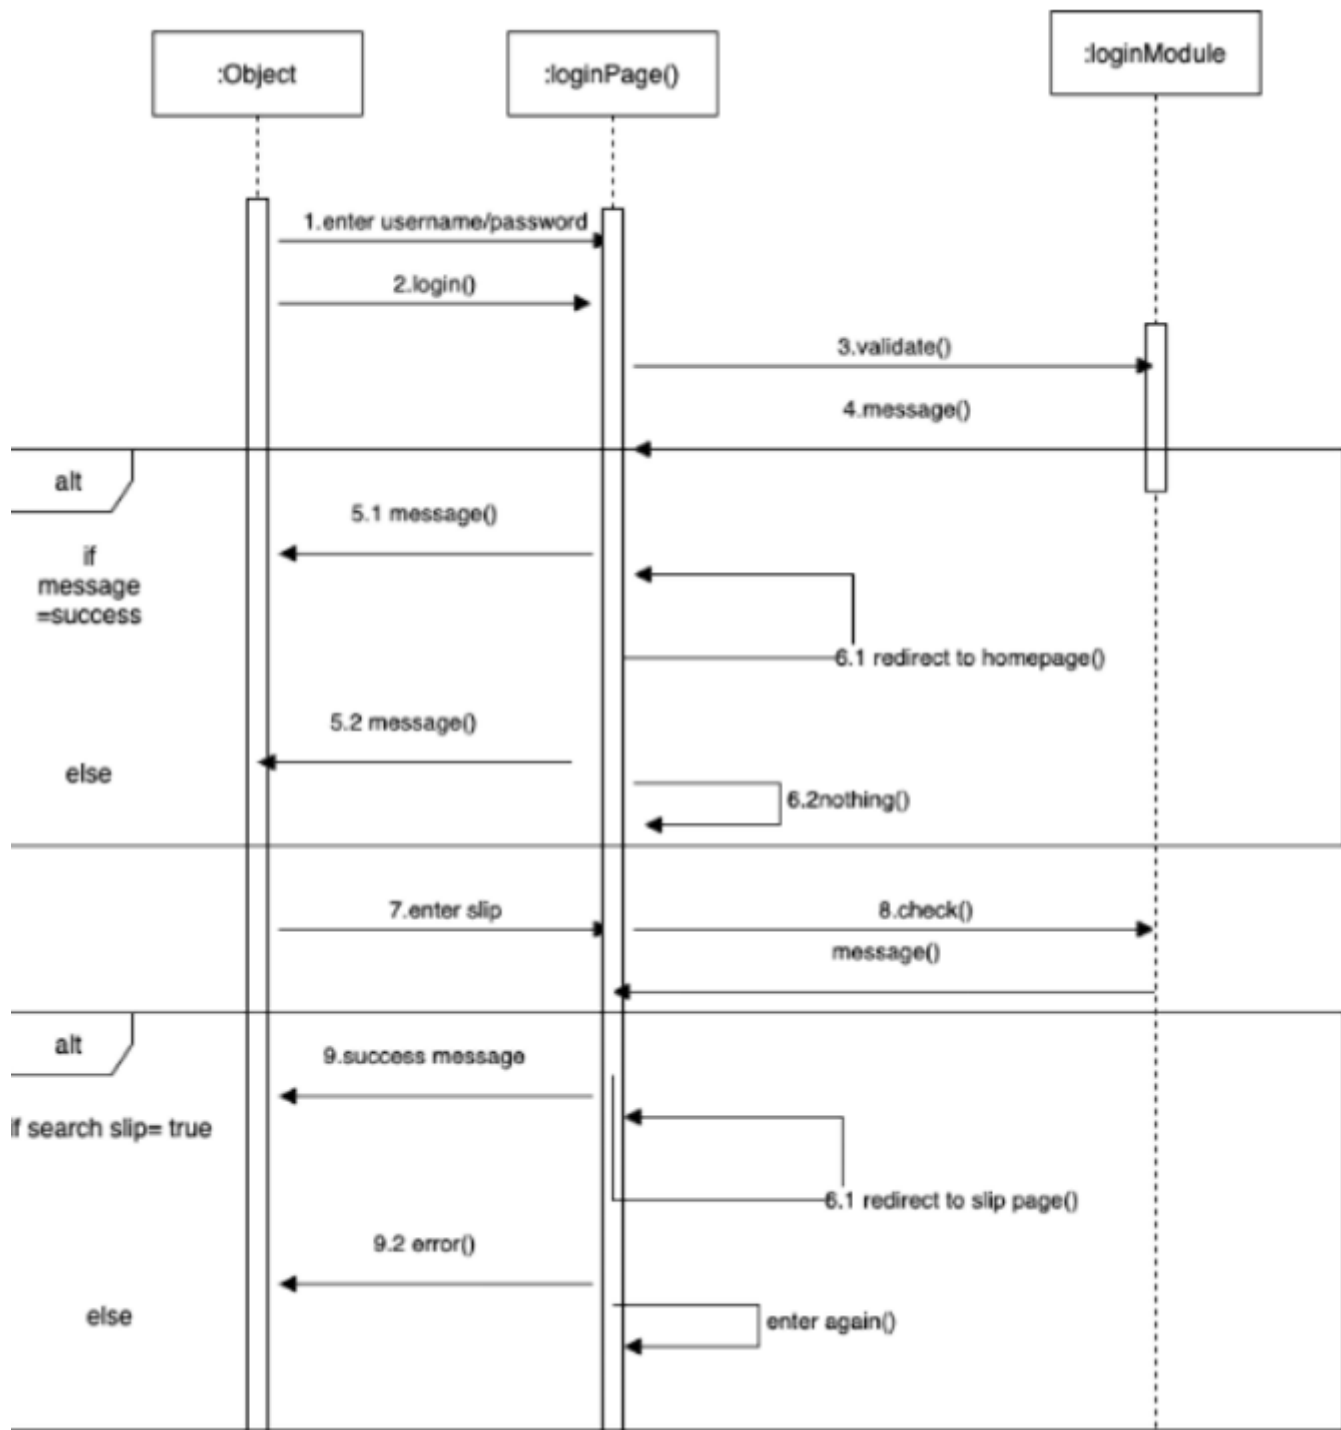 :Object
:loginPage()
:loginModule
1.enter username/password
2.login()
3.validate()
4.message()
alt
5.1 message()
if
message
=success
6.1 redirect to homepage()
5.2 message()
else
6.2nothing()
7.enter slip
8.check()
message()
alt
9.success message
if search slip= true
6.1 redirect to slip page()
9.2 error()
else
enter again()